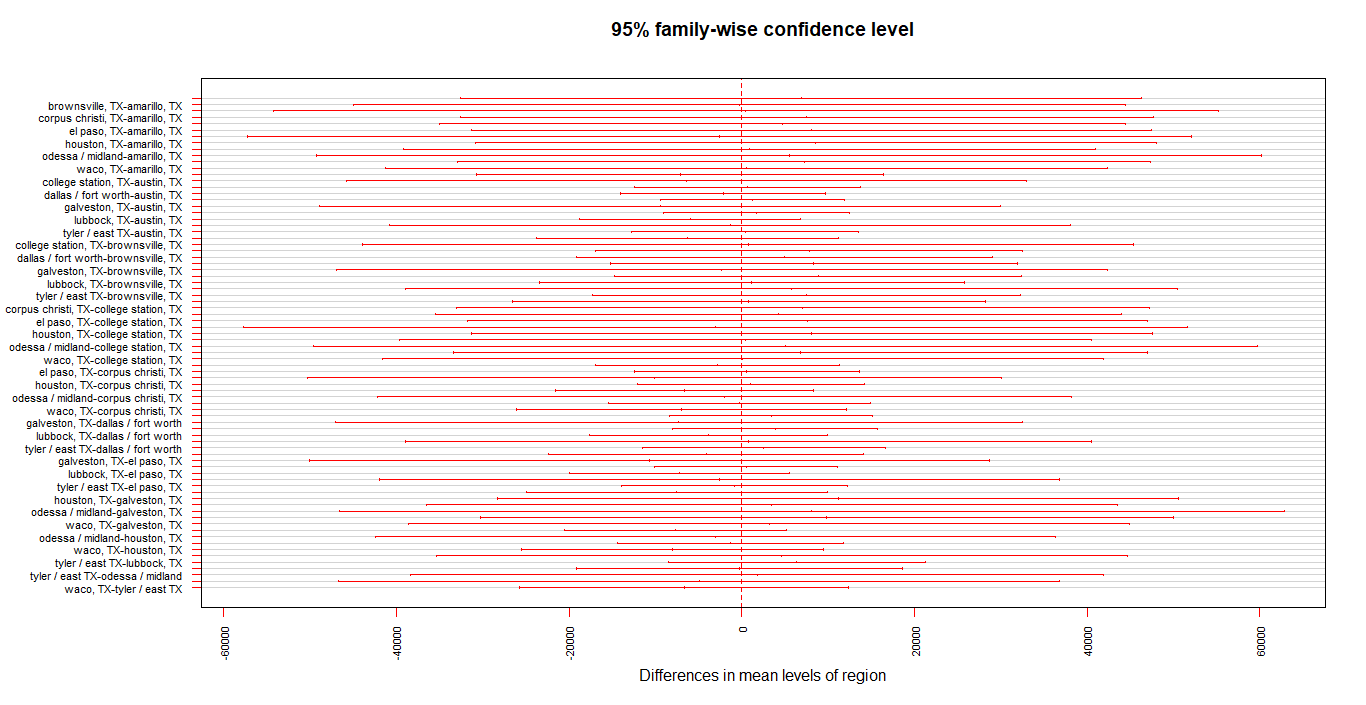 95% family-wise confidence level
brownsville, TX-amarillo, TX
corpus christi, TX-amarillo, TX
el paso, TX-amarillo, TX
houston, TX-amarillo, TX
odessa / midland-amarillo, TX
waco, TX-amarillo, TX
college station, TX-austin, TX
dallas / fort worth-austin, TX
galveston, TX-austin, TX
lubbock, TX-austin, TX
tyler / east TX-austin, TX
college station, TX-brownsville, TX
dallas / fort worth-brownsville, TX
galveston, TX-brownsville, TX
lubbock, TX-brownsville, TX
tyler / east TX-brownsville, TX
corpus christi, TX-college station, TX
el paso, TX-college station, TX
houston, TX-college station, TX
odessa / midland-college station, TX
waco, TX-college station, TX
el paso, TX-corpus christi, TX
houston, TX-corpus christi, TX
odessa / midland-corpus christi, TX
waco, TX-corpus christi, TX
galveston, TX-dallas / fort worth
lubbock, TX-dallas / fort worth
tyler / east TX-dallas / fort worth
galveston, TX-el paso, TX
lubbock, TX-el paso, TX
tyler / east TX-el paso, TX
houston, TX-galveston, TX
odessa / midland-galveston, TX
waco, TX-galveston, TX
odessa / midland-houston, TX
waco, TX-houston, TX
tyler / east TX-lubbock, TX
tyler / east TX-odessa / midland
waco, TX-tyler / east TX
-60000
-40000
-20000
0
20000
40000
60000
Differences in mean levels of region